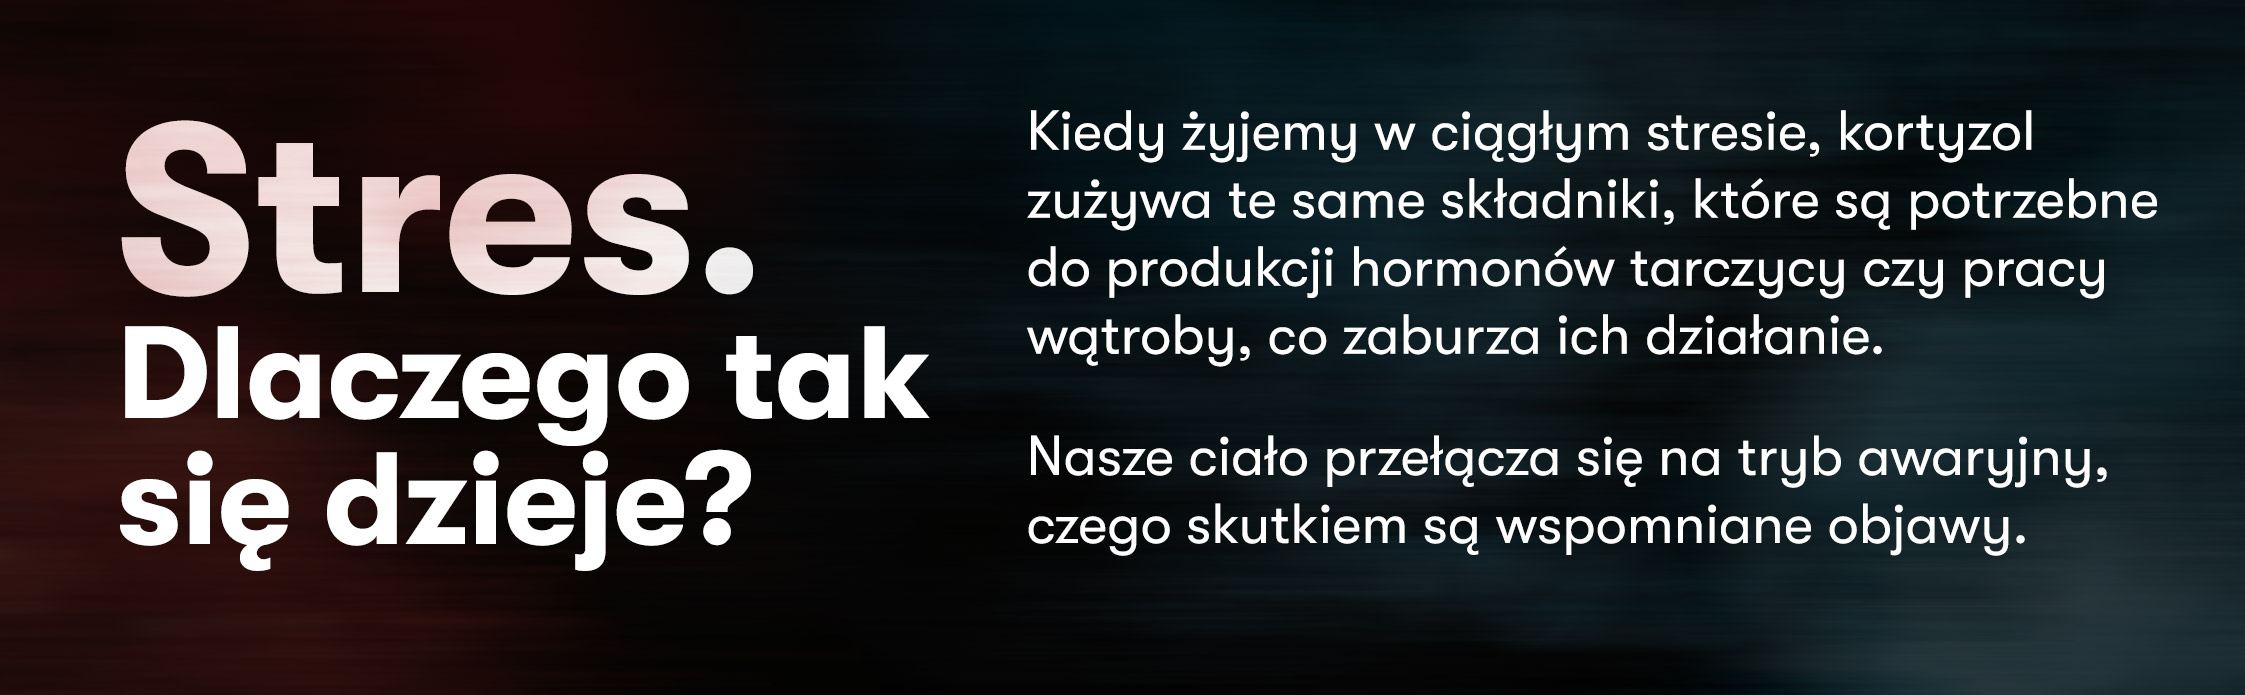 Stres.
Dlaczego tak
się dzieje?
Kiedy żyjemy w ciągłym stresie, kortyzol
zużywa te same składniki, które są potrzebne
do produkcji hormonów tarczycy czy pracy
wątroby, co zaburza ich działanie.
Nasze ciało przełącza się na tryb awaryjny,
czego skutkiem są wspomniane objawy.